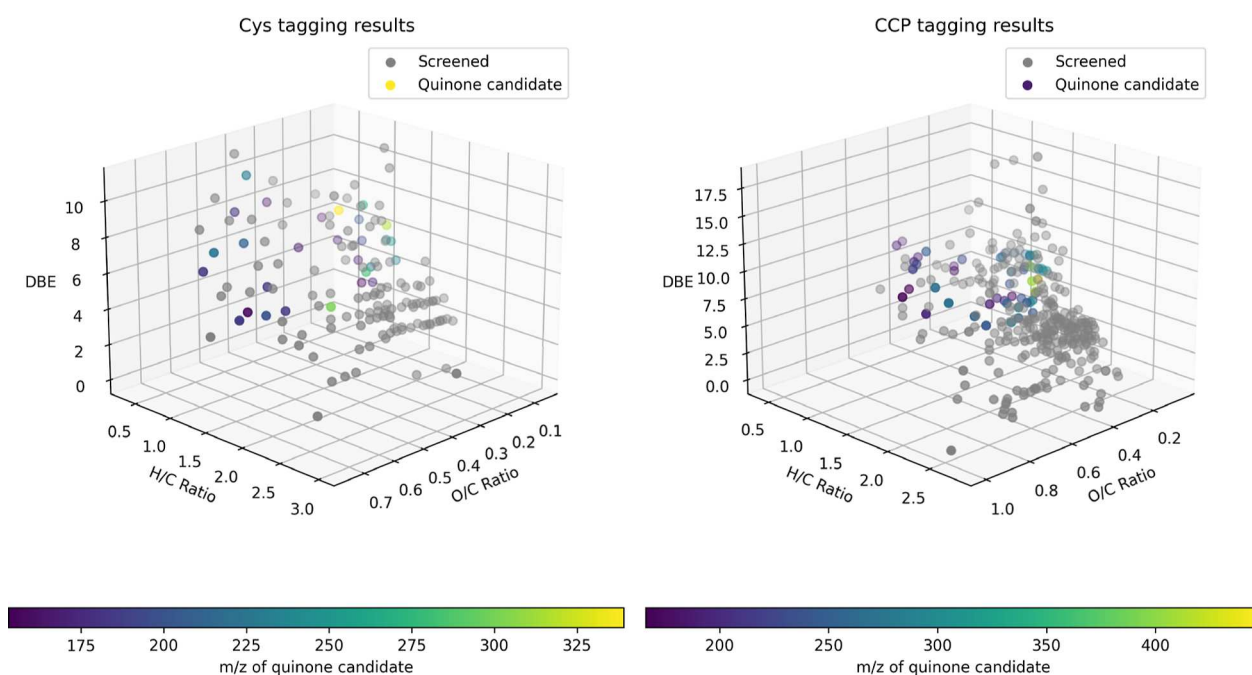 Cys tagging results
Screened
Quinone candidate
DBE
10
8
6
4
2
0
0.5
1.0
1.5
2.0
2.5
3.0
H/C Ratio
0.7
0.6
0.5
0.4
0.3
0.2
0.1
O/C Ratio
175 200 225 250 275 300 325
m/z of quinone candidate
CCP tagging results
Screened
Quinone candidate
DBE
17.5
15.0
12.5
10.0
7.5
5.0
2.5
0.0
0.5
1.0
1.5
2.0
2.5
H/C Ratio
1.0
0.8
0.6
0.4
0.2
O/C Ratio
200 250 300 350 400
m/z of quinone candidate